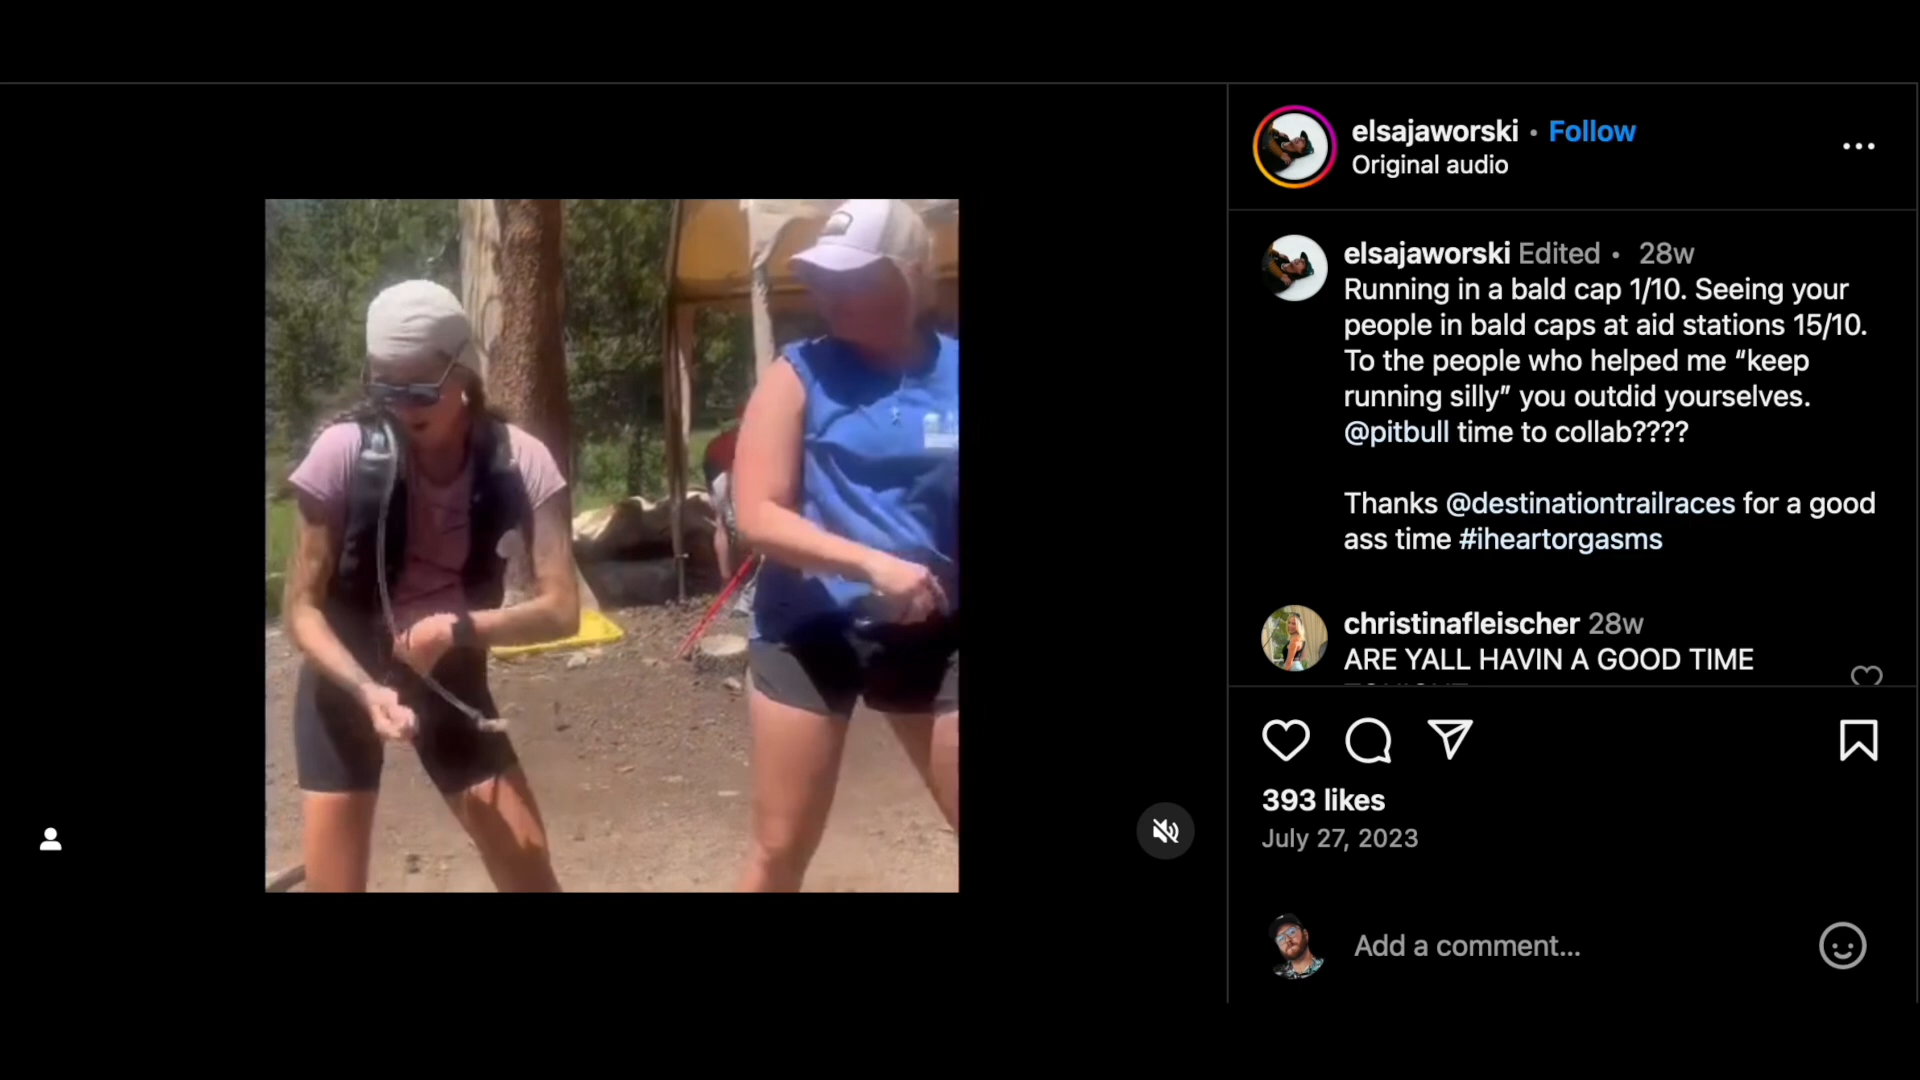 elsajaworski • Follow
Original audio
elsajaworski Edited • 28w
Running in a bald cap 1/10. Seeing your
people in bald caps at aid stations 15/10.
To the people who helped me “keep
running silly” you outdid yourselves.
@pitbull time to collab????
Thanks @destinationtrailraces for a good
ass time #iheartorgasms
christinafleischer 28w
ARE YALL HAVIN A GOOD TIME
393 likes
July 27, 2023
Add a comment...